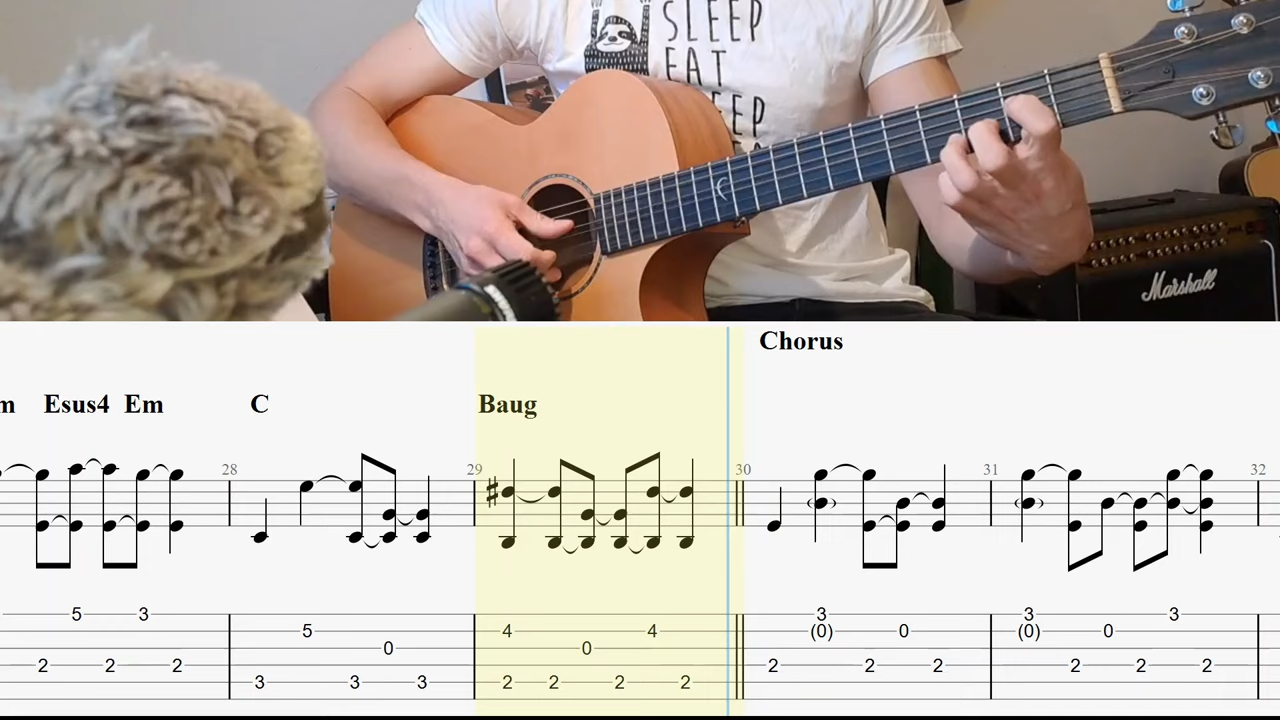 SLEEP
EAT
EP
Marshall
Chorus
m Esus4 Em C Baug
28 29 30 31 32
5 3 3 3 3
5 4 4 (0) 0 (0) 0
0 0
2 2 2 2 2 2 2 2 2
3 3 3 2 2 2 2